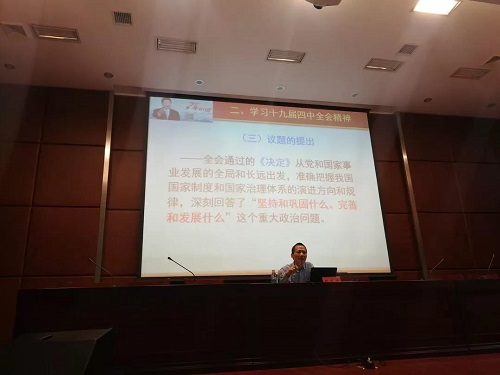 二、学习十九届四中全会精神
（三）议题的提出
——全会通过的《决定》从党和国家事
业发展的全局和长远出发，准确把握我国
国家制度和国家治理体系的演进方向和规
律，深刻回答了“坚持和巩固什么、完善
和发展什么”这个重大政治问题。